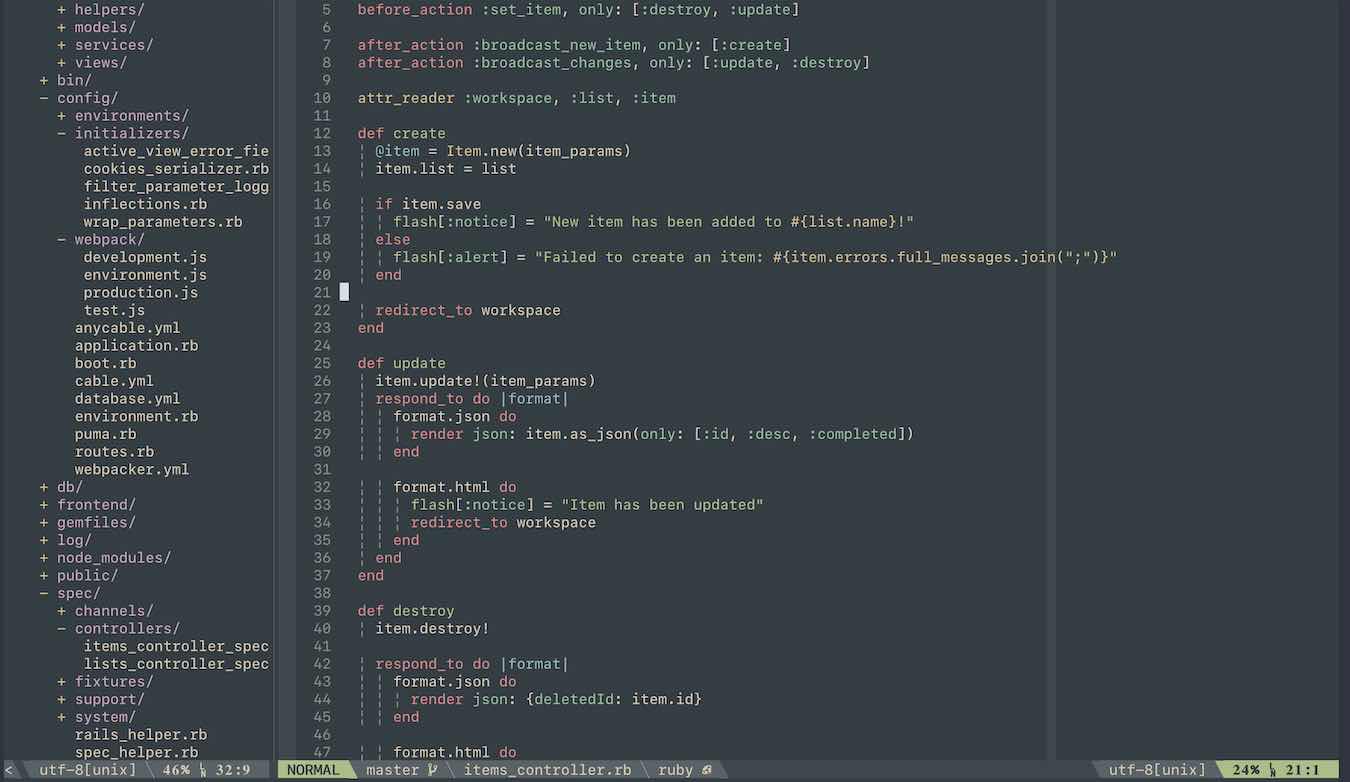 + helpers/
+ models/
+ services/
+ views/
+ bin/
- config/
+ environments/
- initializers/
active_view_error_fie
cookies_serializer.rb
filter_parameter_logg
inflections.rb
wrap_parameters.rb
- webpack/
development.js
environment.js
production.js
test.js
anycable.yml
application.rb
boot.rb
cable.yml
database.yml
environment.rb
puma.rb
routes.rb
webpacker.yml
+ db/
+ frontend/
+ gemfiles/
+ log/
+ node_modules/
+ public/
- spec/
+ channels/
- controllers/
items_controller_spec
lists_controller_spec
+ fixtures/
+ support/
+ system/
rails_helper.rb
spec_helper.rb
5 before_action :set_item, only: [:destroy, :update]
6
7 after_action :broadcast_new_item, only: [:create]
8 after_action :broadcast_changes, only: [:update, :destroy]
9
10 attr_reader :workspace, :list, :item
11
12 def create
13 ¦ @item = Item.new(item_params)
14 ¦ item.list = list
15
16 ¦ if item.save
17 ¦ ¦ flash[:notice] = "New item has been added to #{list.name}!"
18 ¦ else
19 ¦ ¦ flash[:alert] = "Failed to create an item: #{item.errors.full_messages.join(";")}"
20 ¦ end
21
22 ¦ redirect_to workspace
23 end
24
25 def update
26 ¦ item.update!(item_params)
27 ¦ respond_to do |format|
28 ¦ ¦ format.json do
29 ¦ ¦ ¦ render json: item.as_json(only: [:id, :desc, :completed])
30 ¦ ¦ end
31
32 ¦ ¦ format.html do
33 ¦ ¦ ¦ flash[:notice] = "Item has been updated"
34 ¦ ¦ ¦ redirect_to workspace
35 ¦ ¦ end
36 ¦ end
37 end
38
39 def destroy
40 ¦ item.destroy!
41
42 ¦ respond_to do |format|
43 ¦ ¦ format.json do
44 ¦ ¦ ¦ render json: {deletedId: item.id}
45 ¦ ¦ end
46
47 ¦ ¦ format.html do
< utf-8[unix] 46% 32:9 NORMAL master items_controller.rb ruby utf-8[unix] 24% 21:1